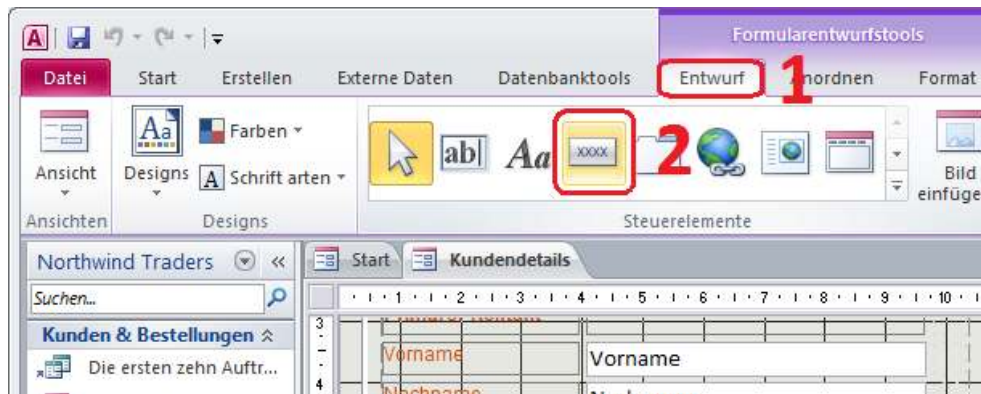 Formularentwurfstools
Datei Start Erstellen Externe Daten Datenbanktools Entwurf Anordnen Format
1
Aa Farben
ab Aa xxxx 2
Ansicht Designs A Schriftarten Bild
einfüge
Ansichten Designs Steuerelemente
Northwind Traders « Start Kundendetails
Suchen... 1 2 3 4 5 6 7 8 9 10
Kunden & Bestellungen
3
Vorname Vorname
Die ersten zehn Auftr...
4
Nachname